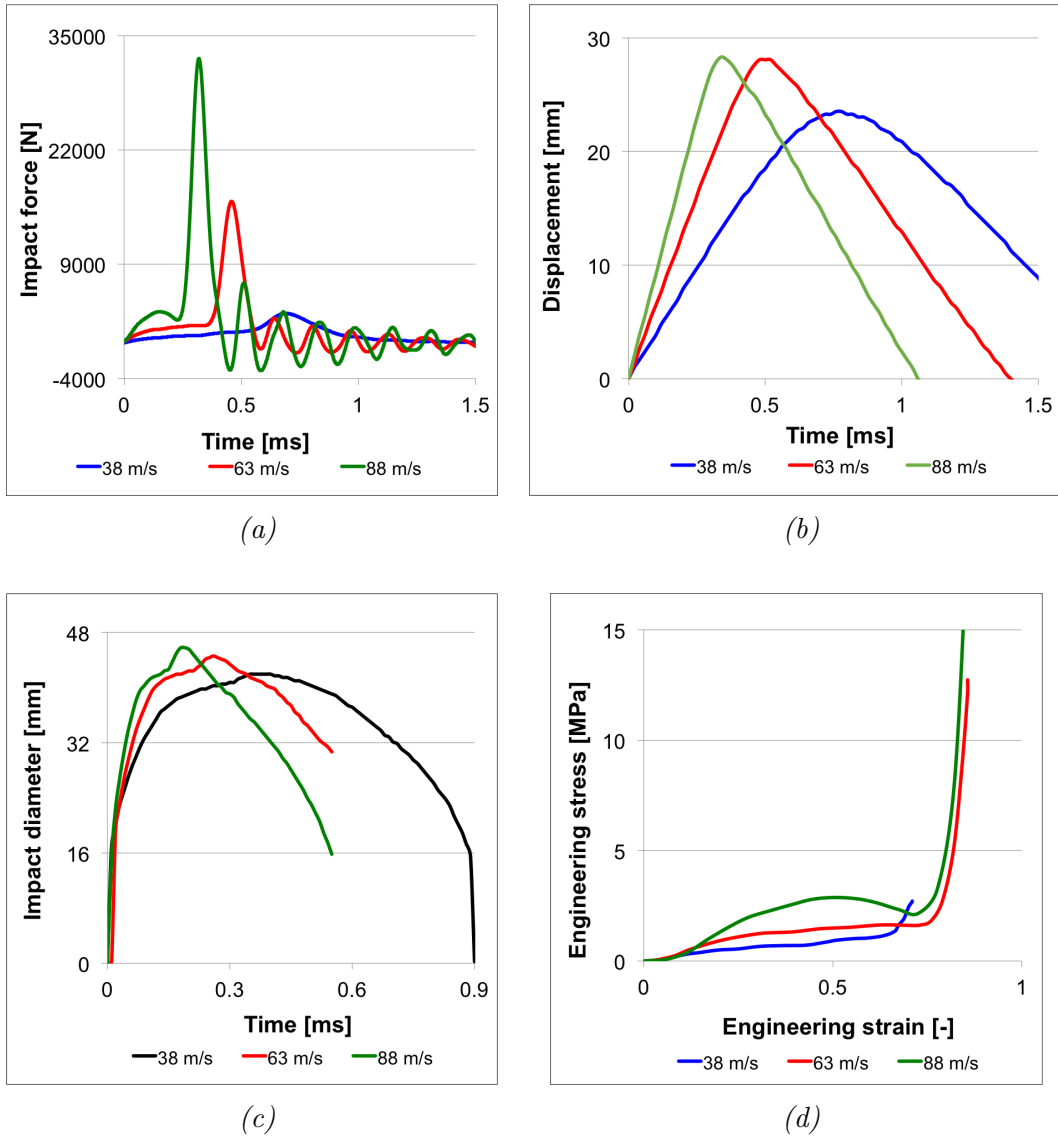 35000
22000
9000
-4000
Impact force [N]
0 0.5 1 1.5
Time [ms]
38 m/s 63 m/s 88 m/s
(a)
30
20
10
0
Displacement [mm]
0 0.5 1 1.5
Time [ms]
38 m/s 63 m/s 88 m/s
(b)
48
32
16
0
Impact diameter [mm]
0 0.3 0.6 0.9
Time [ms]
38 m/s 63 m/s 88 m/s
(c)
15
10
5
0
Engineering stress [MPa]
0 0.5 1
Engineering strain [-]
38 m/s 63 m/s 88 m/s
(d)